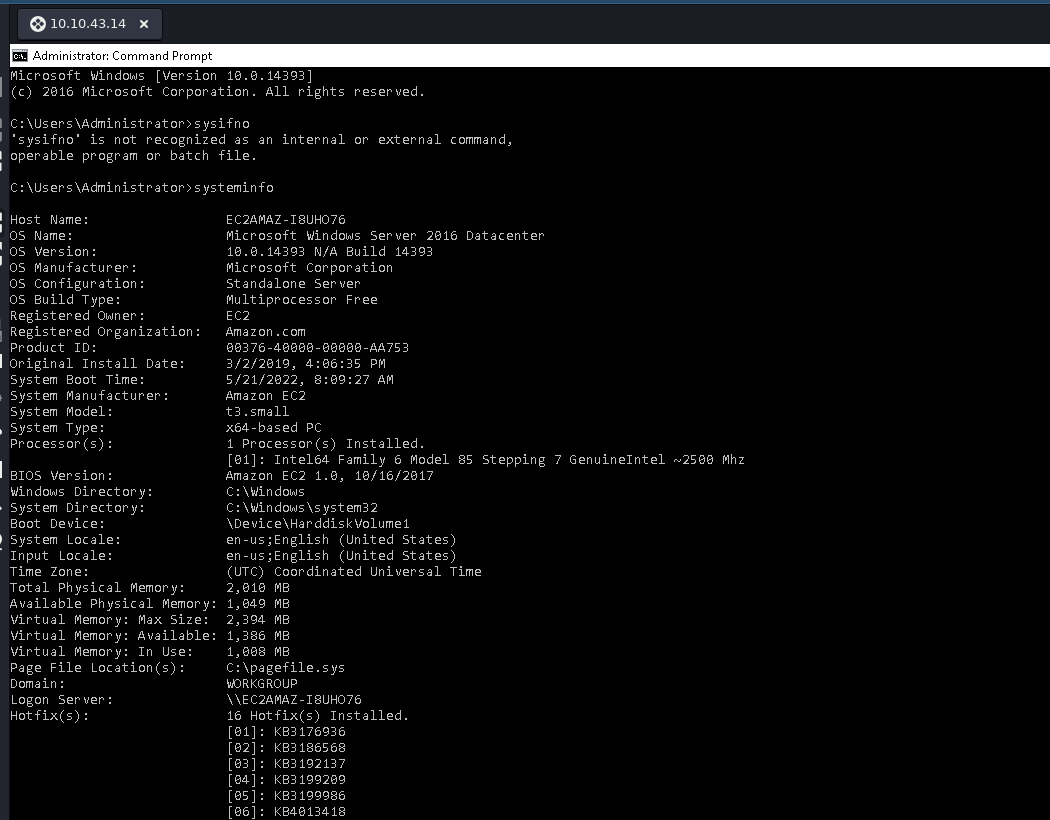 10.10.43.14
Administrator: Command Prompt
Microsoft Windows [Version 10.0.14393]
(c) 2016 Microsoft Corporation. All rights reserved.
C:\Users\Administrator>sysifno
'sysifno' is not recognized as an internal or external command,
operable program or batch file.
C:\Users\Administrator>systeminfo
Host Name: EC2AMAZ-I8UHO76
OS Name: Microsoft Windows Server 2016 Datacenter
OS Version: 10.0.14393 N/A Build 14393
OS Manufacturer: Microsoft Corporation
OS Configuration: Standalone Server
OS Build Type: Multiprocessor Free
Registered Owner: EC2
Registered Organization: Amazon.com
Product ID: 00376-40000-00000-AA753
Original Install Date: 3/2/2019, 4:06:35 PM
System Boot Time: 5/21/2022, 8:09:27 AM
System Manufacturer: Amazon EC2
System Model: t3.small
System Type: x64-based PC
Processor(s): 1 Processor(s) Installed.
[01]: Intel64 Family 6 Model 85 Stepping 7 GenuineIntel ~2500 Mhz
BIOS Version: Amazon EC2 1.0, 10/16/2017
Windows Directory: C:\Windows
System Directory: C:\Windows\system32
Boot Device: \Device\HarddiskVolume1
System Locale: en-us;English (United States)
Input Locale: en-us;English (United States)
Time Zone: (UTC) Coordinated Universal Time
Total Physical Memory: 2,010 MB
Available Physical Memory: 1,049 MB
Virtual Memory: Max Size: 2,394 MB
Virtual Memory: Available: 1,386 MB
Virtual Memory: In Use: 1,008 MB
Page File Location(s): C:\pagefile.sys
Domain: WORKGROUP
Logon Server: \\EC2AMAZ-I8UHO76
Hotfix(s): 16 Hotfix(s) Installed.
[01]: KB3176936
[02]: KB3186568
[03]: KB3192137
[04]: KB3199209
[05]: KB3199986
[06]: KB4013418